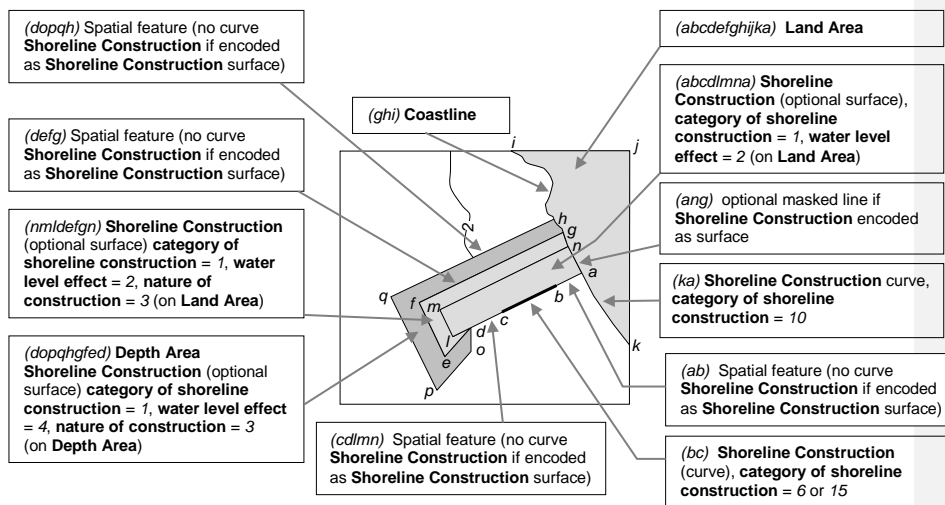 (dopqh) Spatial feature (no curve
Shoreline Construction if encoded
as Shoreline Construction surface)
(defg) Spatial feature (no curve
Shoreline Construction if
encoded as Shoreline
Construction surface)
(nmldefgn) Shoreline Construction
(optional surface) category of
shoreline construction = 1, water
level effect = 2, nature of
construction = 3 (on Land Area)
(dopqhgfed) Depth Area
Shoreline Construction (optional
surface) category of shoreline
construction = 1, water level effect
= 4, nature of construction = 3
(on Depth Area)
(ghi) Coastline
i
j
2
h
g
n
a
q
f
m
b
c
d
l
o
e
k
p
(cdlmn) Spatial feature (no curve
Shoreline Construction if encoded
as Shoreline Construction surface)
(abcdefghijka) Land Area
(abcdlmna) Shoreline
Construction (optional surface),
category of shoreline
construction = 1, water level
effect = 2 (on Land Area)
(ang) optional masked line if
Shoreline Construction encoded
as surface
(ka) Shoreline Construction curve,
category of shoreline
construction = 10
(ab) Spatial feature (no curve
Shoreline Construction if encoded
as Shoreline Construction surface)
(bc) Shoreline Construction
(curve), category of shoreline
construction = 6 or 15